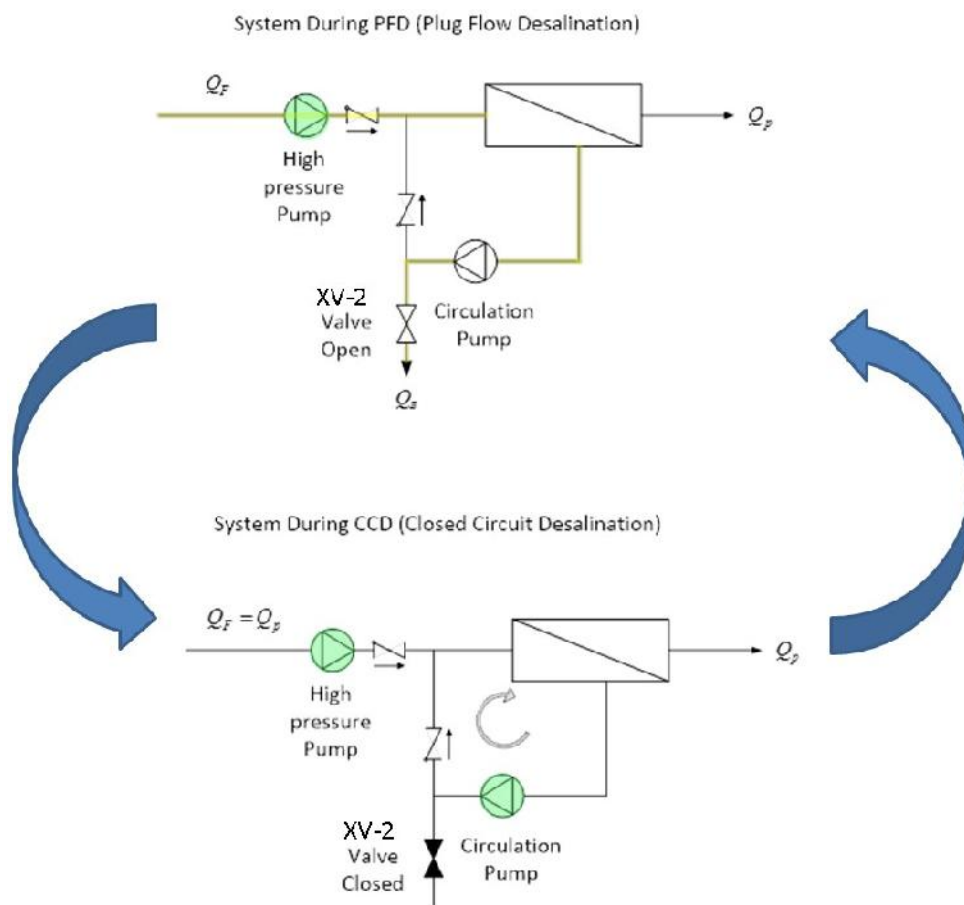 System During PFD (Plug Flow Desalination)
Q_F
Q_p
High
pressure
Pump
XV-2
Valve
Open
Circulation
Pump
Q_s
System During CCD (Closed Circuit Desalination)
Q_F = Q_p
Q_p
High
pressure
Pump
XV-2
Valve
Closed
Circulation
Pump